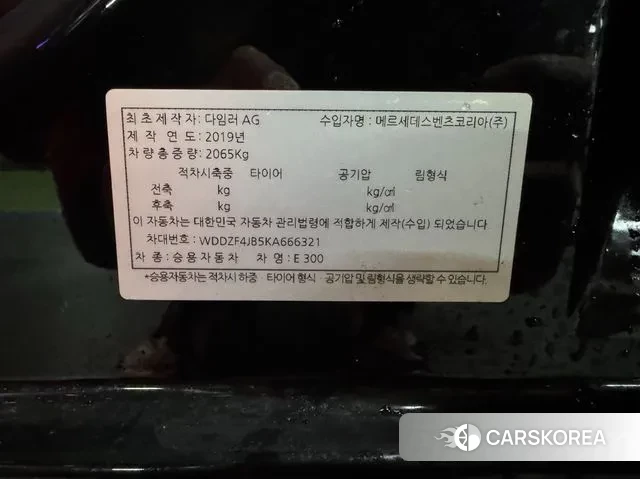 최초제작자: 다임러 AG 수입자명 : 메르세데스벤츠코리아(주)
제 작 연 도 : 2019년
차량총중량: 2065Kg
적차시축중 타이어 공기압 림형식
전축 kg kg/㎠
후축 kg kg/㎠
이 자동차는 대한민국 자동차 관리법령에 적합하게 제작(수입) 되었습니다
차대번호 : WDDZF4JB5KA666321
차 종 : 승용자동차 차 명 : E 300
*승용자동차는 적차시 하중 · 타이어 형식 · 공기압 및 림형식을 생략할 수 있습니다.
CARSKOREA